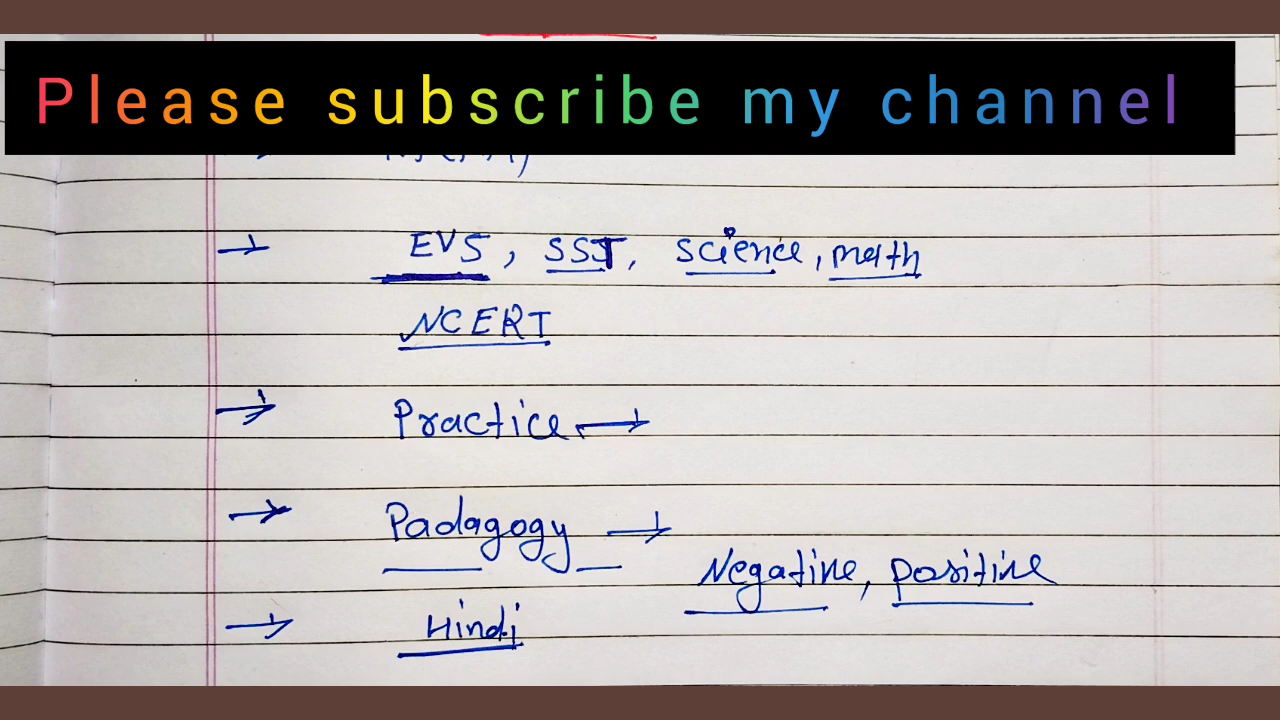 Please subscribe my channel
→ EVS, SST, science, math
NCERT
→ Practice →
→ Padagogy →
Negative, positive
→ Hindi